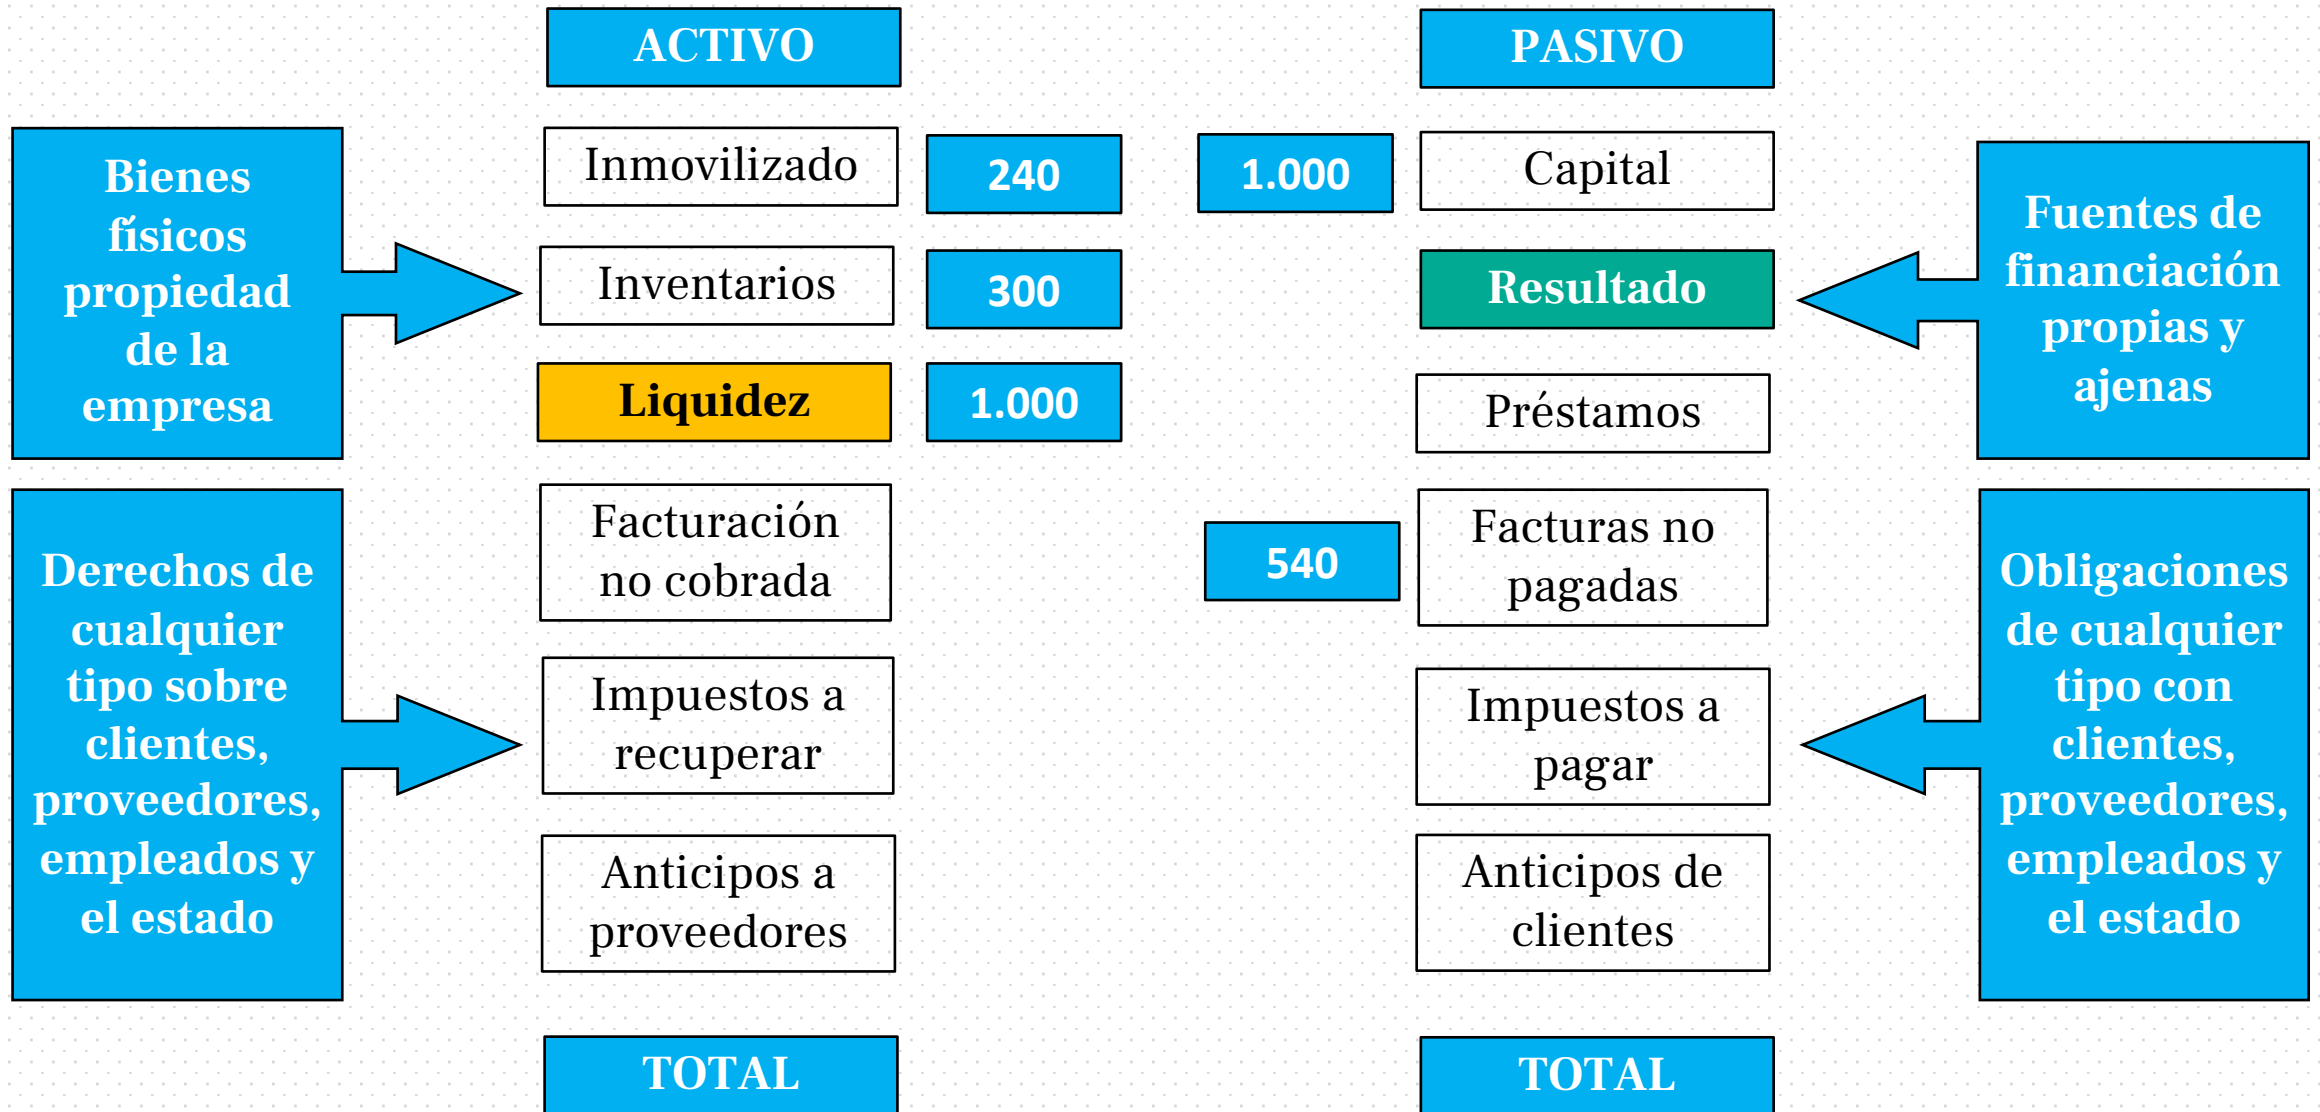 ACTIVO
PASIVO
Bienes
físicos
propiedad
de la
empresa
Inmovilizado
240
1.000
Capital
Inventarios
300
Resultado
Liquidez
1.000
Préstamos
Fuentes de
financiación
propias y
ajenas
Derechos de
cualquier
tipo sobre
clientes,
proveedores,
empleados y
el estado
Facturación
no cobrada
540
Facturas no
pagadas
Impuestos a
recuperar
Impuestos a
pagar
Anticipos a
proveedores
Anticipos de
clientes
Obligaciones
de cualquier
tipo con
clientes,
proveedores,
empleados y
el estado
TOTAL
TOTAL